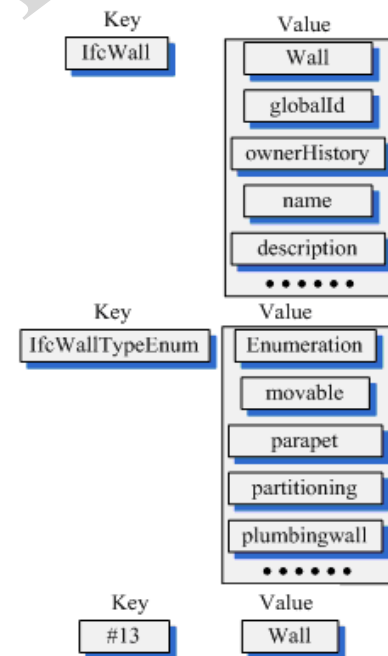 Key Value
IfcWall Wall
globalId
ownerHistory
name
description
••••••
Key Value
IfcWallTypeEnum Enumeration
movable
parapet
partitioning
plumbingwall
••••••
Key Value
#13 Wall